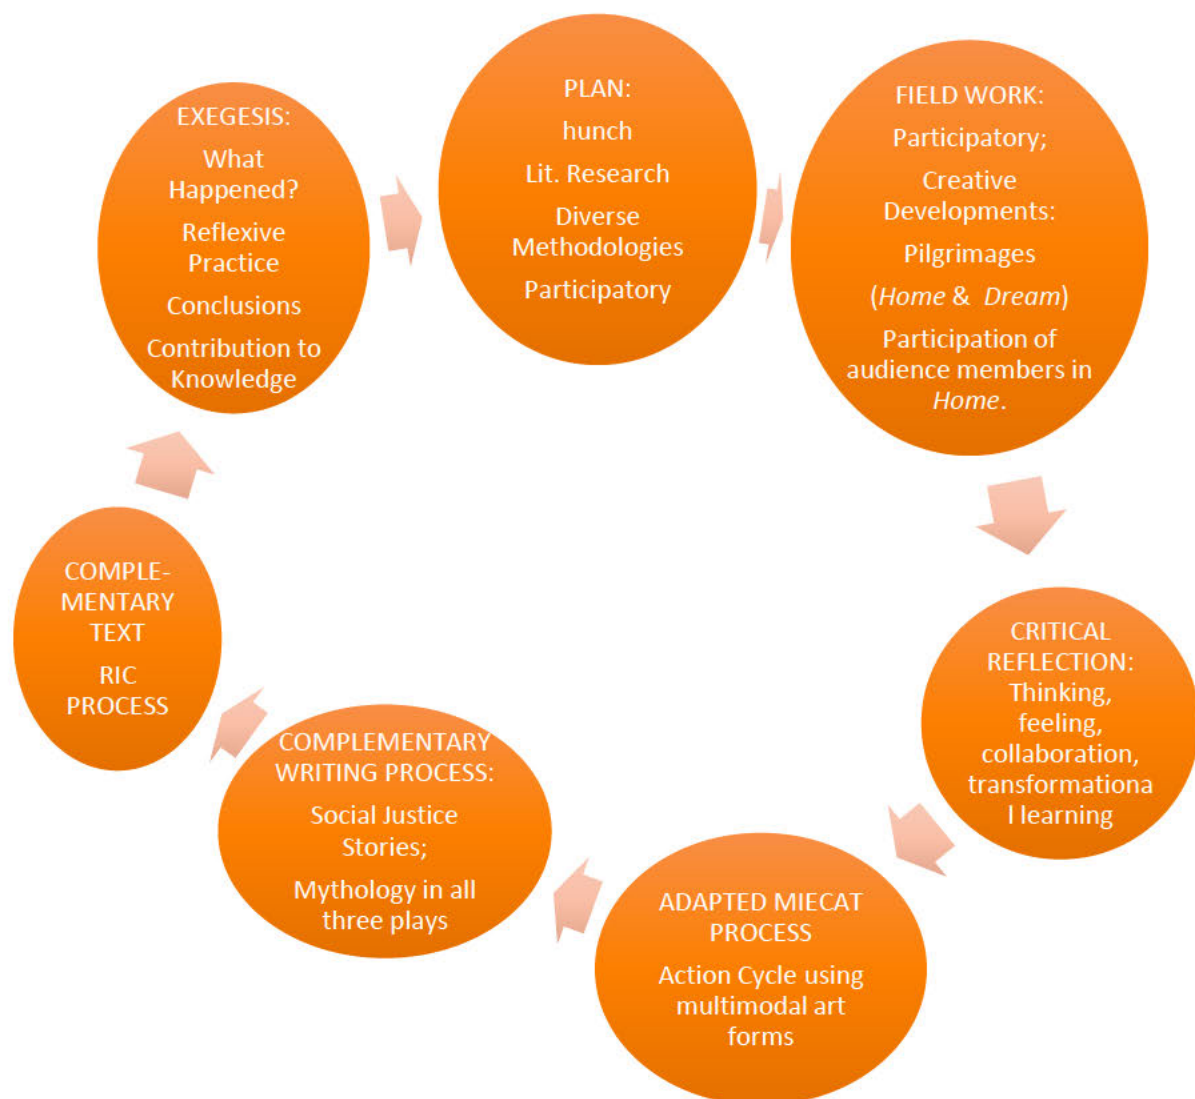 PLAN:
hunch
Lit. Research
Diverse
Methodologies
Participatory
FIELD WORK:
Participatory;
Creative
Developments:
Pilgrimages
(Home & Dream)
Participation of
audience members in
Home.
CRITICAL
REFLECTION:
Thinking,
feeling,
collaboration,
transformationa
l learning
ADAPTED MIECAT
PROCESS
Action Cycle using
multimodal art
forms
COMPLEMENTARY
WRITING PROCESS:
Social Justice
Stories;
Mythology in all
three plays
COMPLE-
MENTARY
TEXT
RIC
PROCESS
EXEGESIS:
What
Happened?
Reflexive
Practice
Conclusions
Contribution to
Knowledge